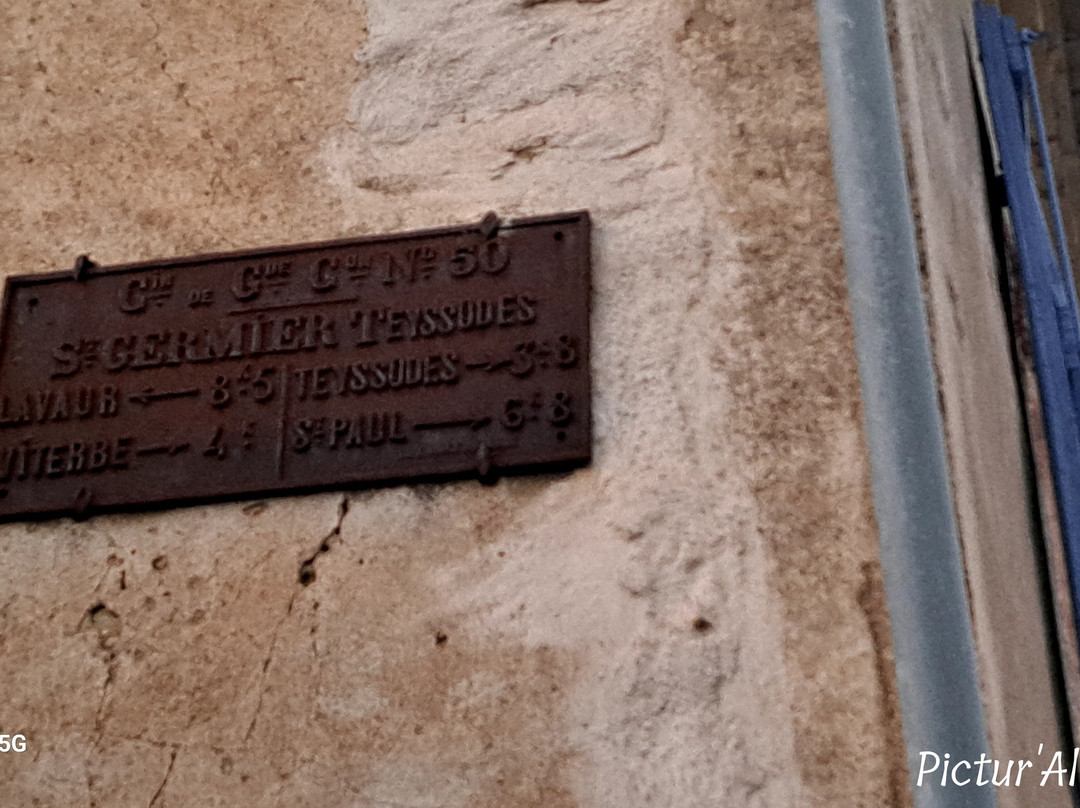 Cin DE Gde Con No 50
St GERMIER TEYSSODES
LAVAUR ← 8k5 TEYSSODES → 3k8
VITERBE → 4k St PAUL → 6k8
5G
Pictur'Al